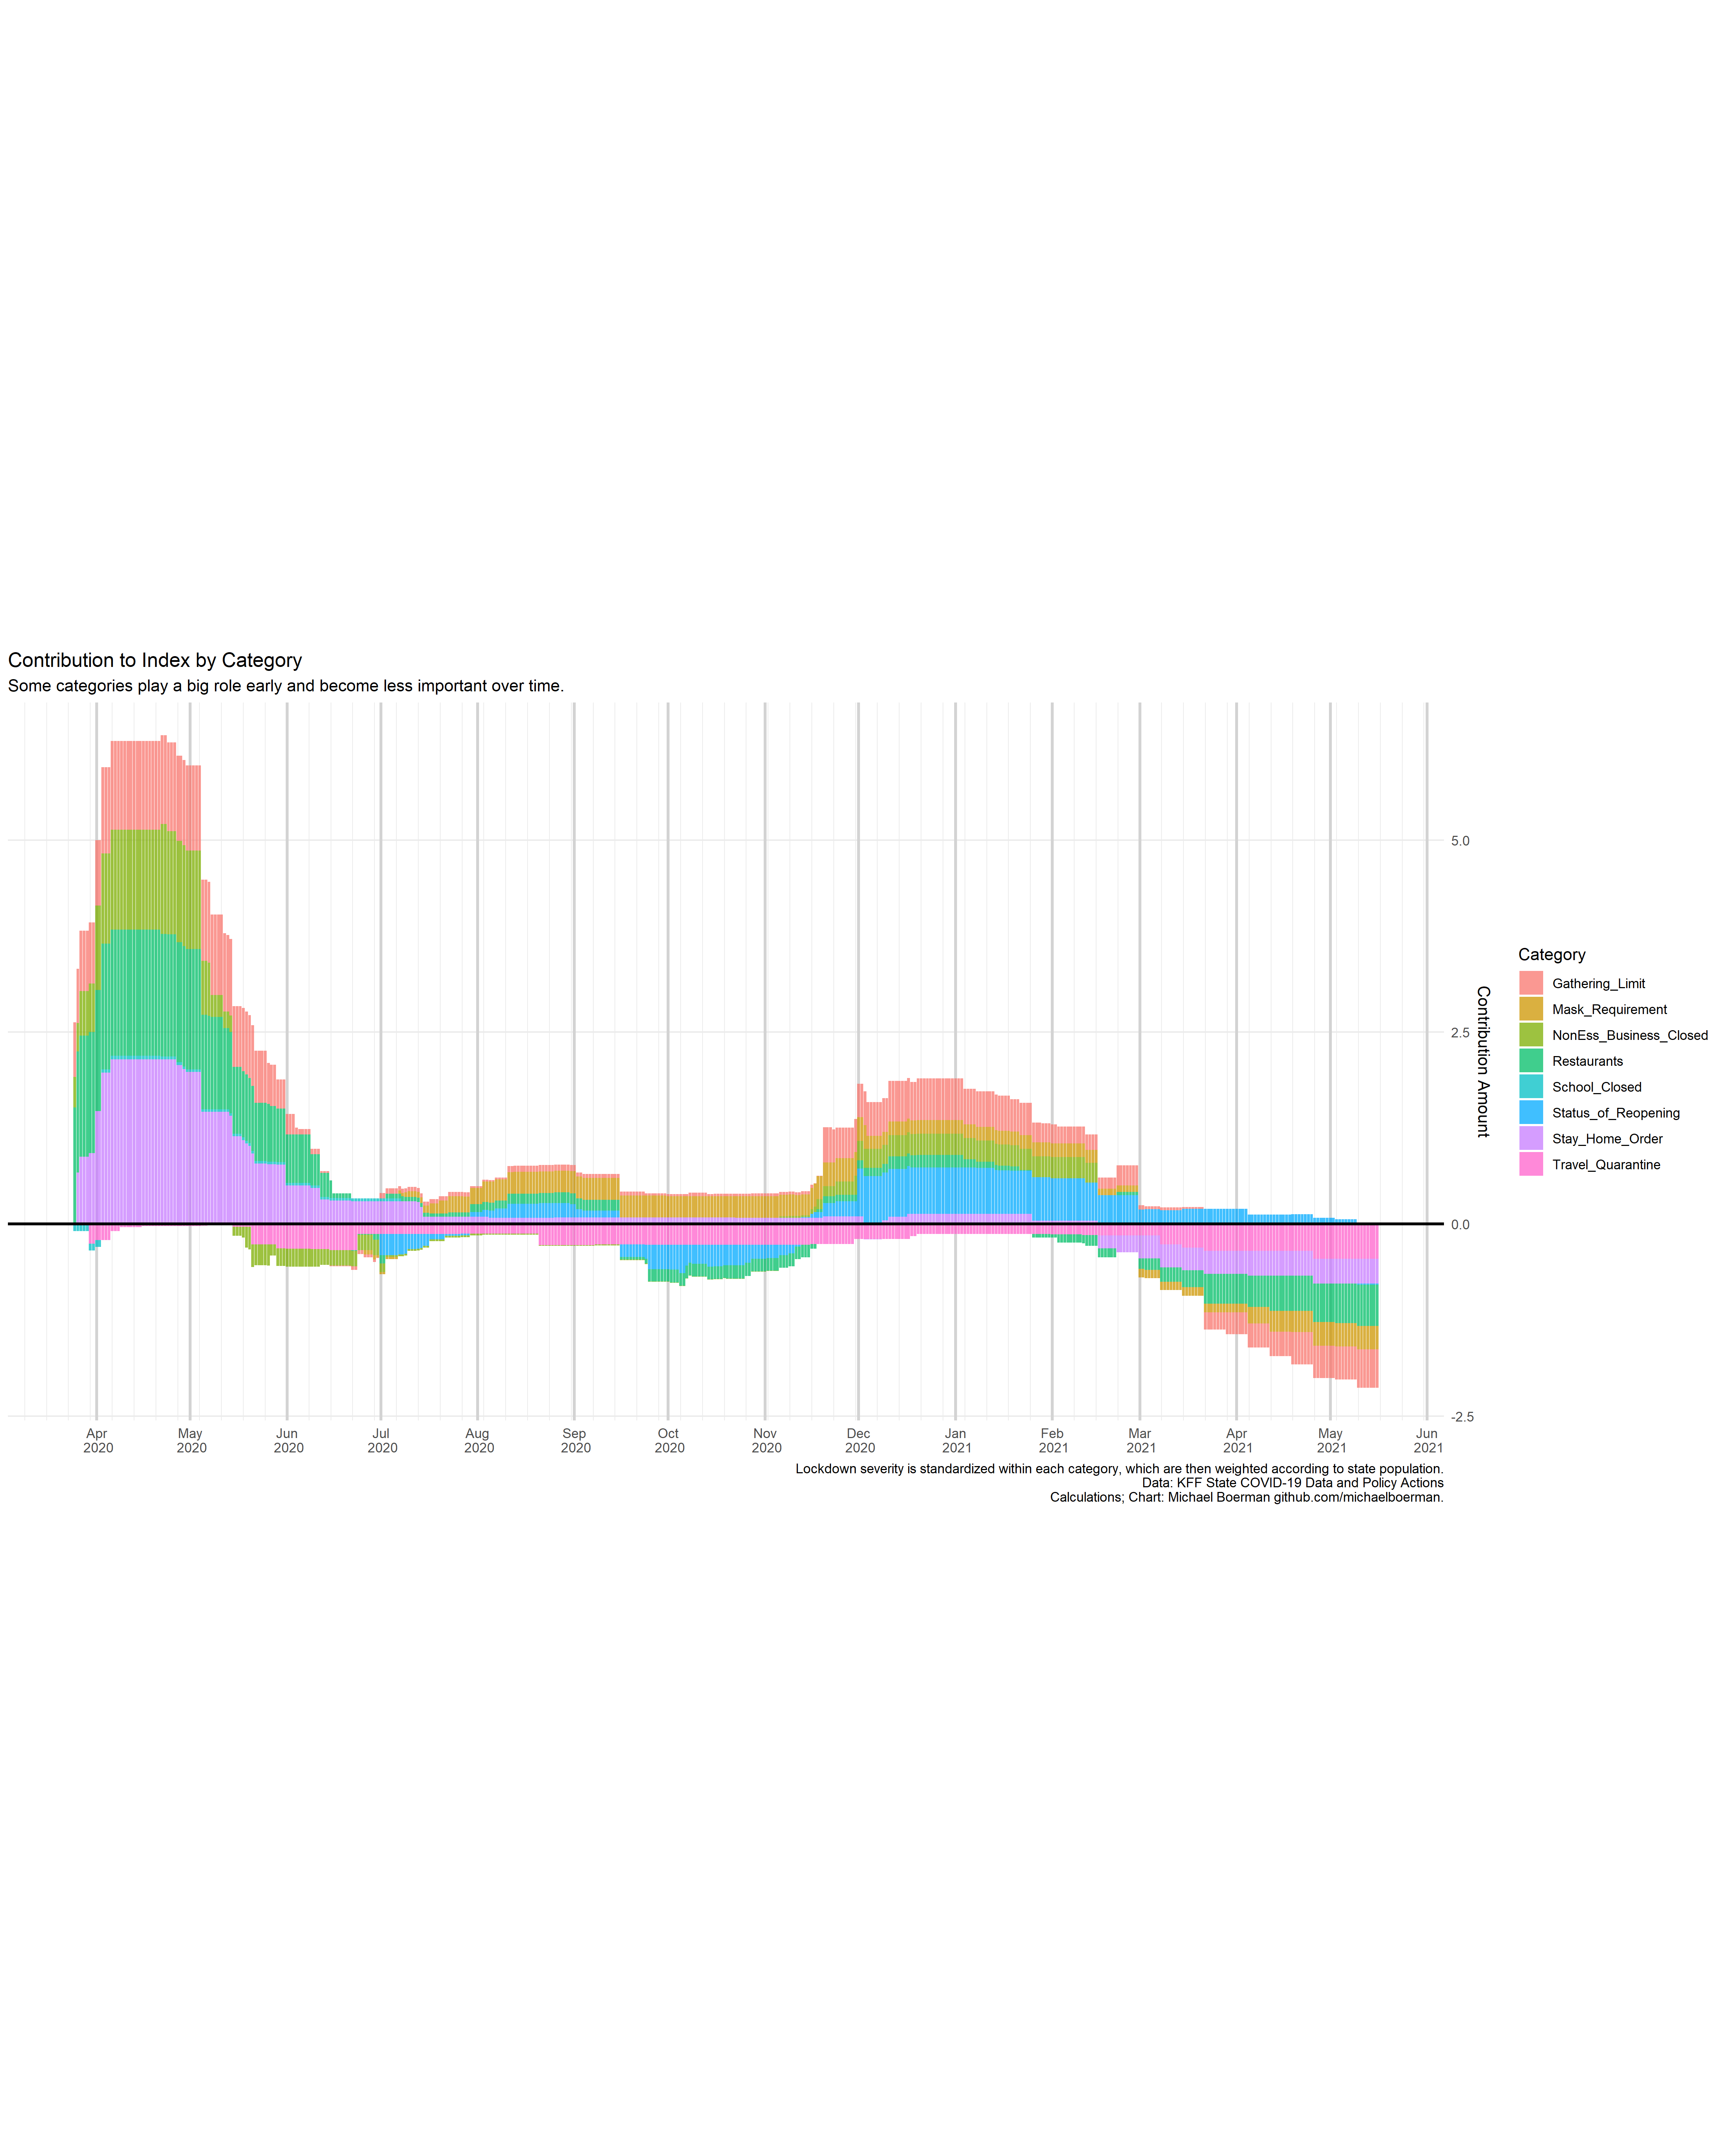 Contribution to Index by Category
Some categories play a big role early and become less important over time.
5.0
2.5
0.0
-2.5
Contribution Amount
Apr
2020
May
2020
Jun
2020
Jul
2020
Aug
2020
Sep
2020
Oct
2020
Nov
2020
Dec
2020
Jan
2021
Feb
2021
Mar
2021
Apr
2021
May
2021
Jun
2021
Category
Gathering_Limit
Mask_Requirement
NonEss_Business_Closed
Restaurants
School_Closed
Status_of_Reopening
Stay_Home_Order
Travel_Quarantine
Lockdown severity is standardized within each category, which are then weighted according to state population.
Data: KFF State COVID-19 Data and Policy Actions
Calculations; Chart: Michael Boerman github.com/michaelboerman.